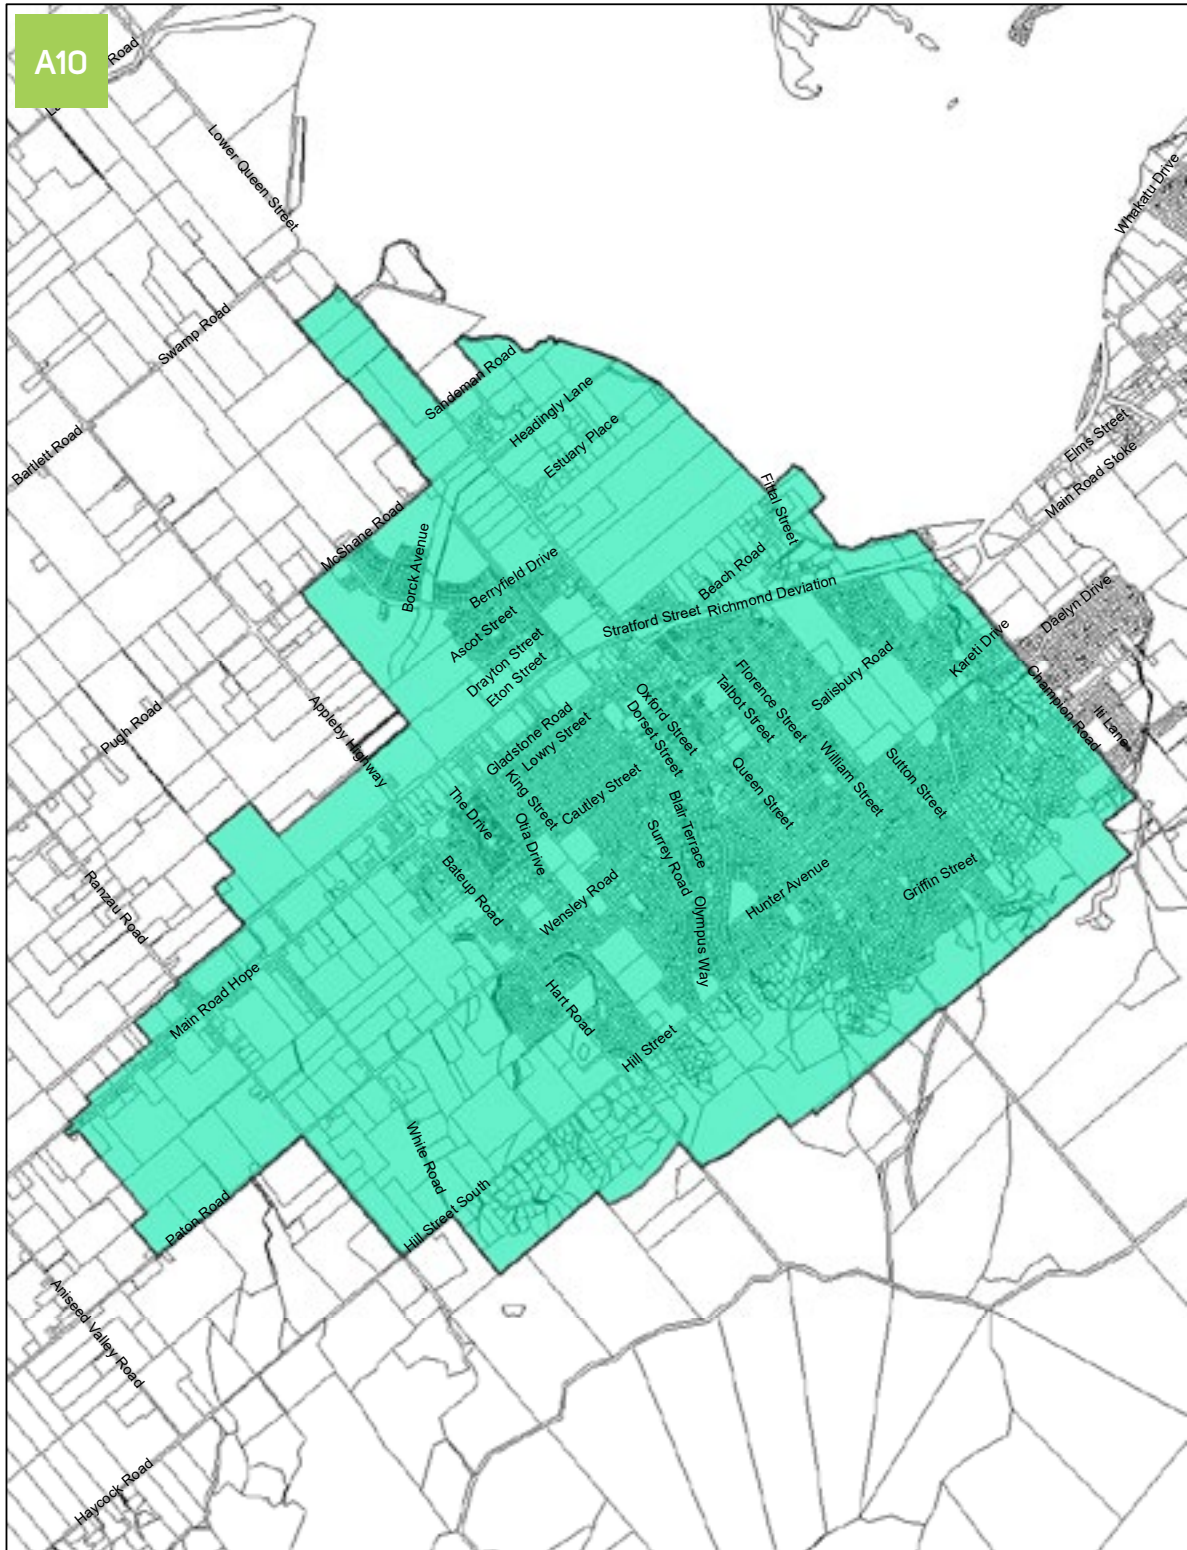 A10
Road
Lower Queen Street
Whakatu Drive
Swamp Road
Sandeman Road
Headingly Lane
Estuary Place
Bartlett Road
Elms Street
Main Road Stoke
Fittal Street
McShane Road
Borck Avenue
Berryfield Drive
Beach Road
Richmond Deviation
Stratford Street
Daelyn Drive
Ascot Street
Drayton Street
Eton Street
Kareti Drive
Salisbury Road
Florence Street
Talbot Street
Oxford Street
Dorset Street
Champion Road
Iti Lane
Pugh Road
Appleby Highway
Gladstone Road
Lowry Street
King Street
Cautley Street
Queen Street
William Street
Sutton Street
The Drive
Otia Drive
Blair Terrace
Surrey Road
Bateup Road
Wensley Road
Hunter Avenue
Griffin Street
Ranzau Road
Olympus Way
Main Road Hope
Hart Road
Hill Street
White Road
Hill Street South
Paton Road
Aniseed Valley Road
Haycock Road